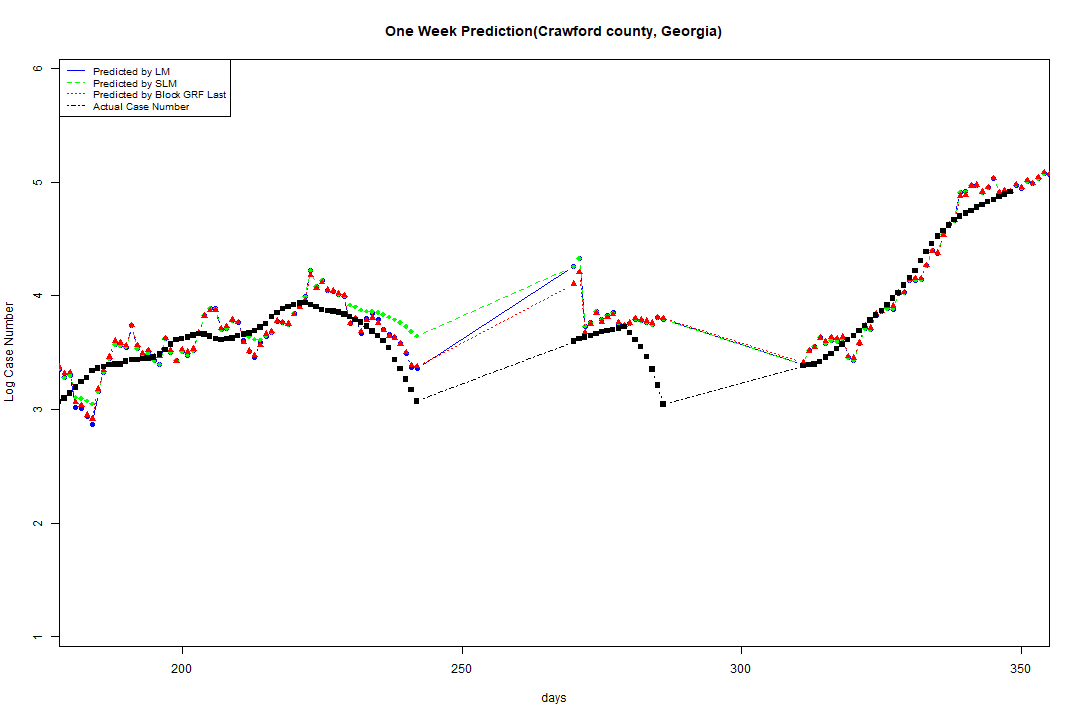 One Week Prediction(Crawford county, Georgia)
Predicted by LM
Predicted by SLM
Predicted by Block GRF Last
Actual Case Number
6
5
4
3
2
1
Log Case Number
200
250
300
350
days